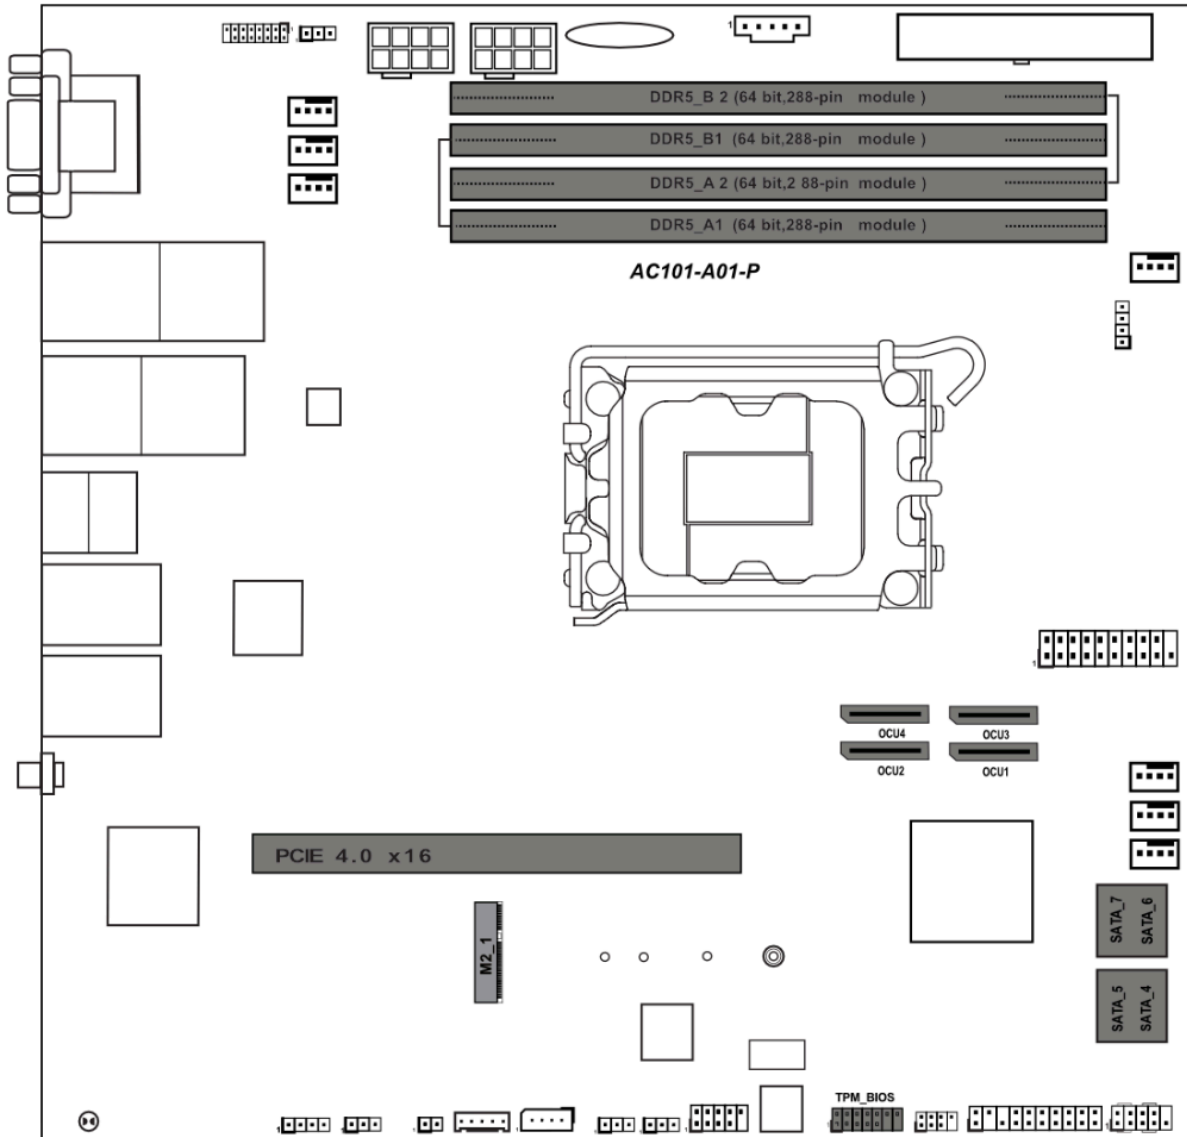 1
DDR5_B 2 (64 bit,288-pin module )
DDR5_B1 (64 bit,288-pin module )
DDR5_A 2 (64 bit,2 88-pin module )
DDR5_A1 (64 bit,288-pin module )
AC101-A01-P
1
OCU4
OCU3
OCU2
OCU1
PCIE 4.0 x16
SATA_7
SATA_6
M2_1
SATA_5
SATA_4
TPM_BIOS